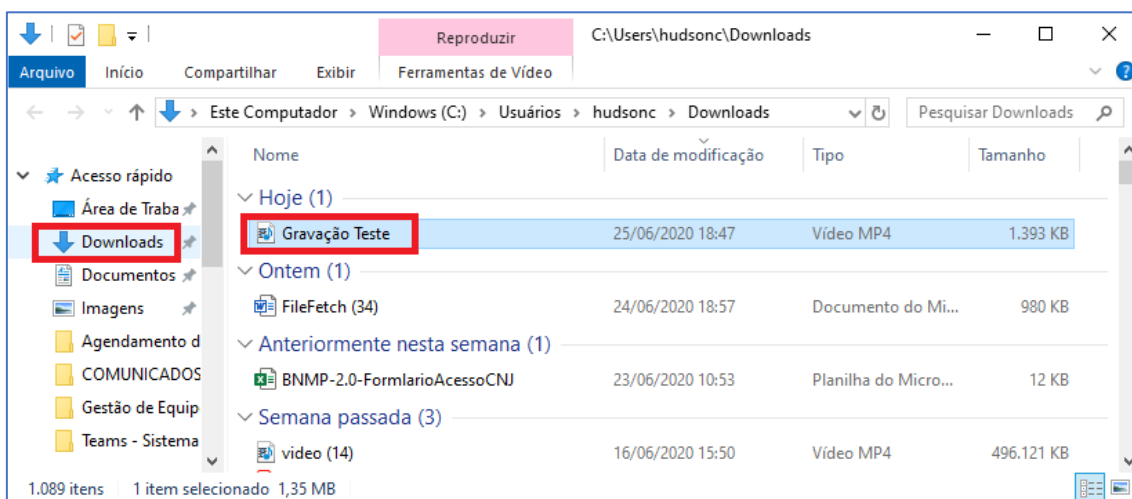 Reproduzir C:\Users\hudsonc\Downloads
Arquivo Início Compartilhar Exibir Ferramentas de Vídeo ?
Este Computador > Windows (C:) > Usuários > hudsonc > Downloads Pesquisar Downloads
Nome Data de modificação Tipo Tamanho
Acesso rápido
Hoje (1)
Área de Traba
Downloads Gravação Teste 25/06/2020 18:47 Vídeo MP4 1.393 KB
Documentos Ontem (1)
Imagens FileFetch (34) 24/06/2020 18:57 Documento do Mi... 980 KB
Agendamento d Anteriormente nesta semana (1)
COMUNICADOS BNMP-2.0-FormlarioAcessoCNJ 23/06/2020 10:53 Planilha do Micro... 12 KB
Gestão de Equip Semana passada (3)
Teams - Sistema video (14) 16/06/2020 15:50 Vídeo MP4 496.121 KB
1.089 itens 1 item selecionado 1,35 MB